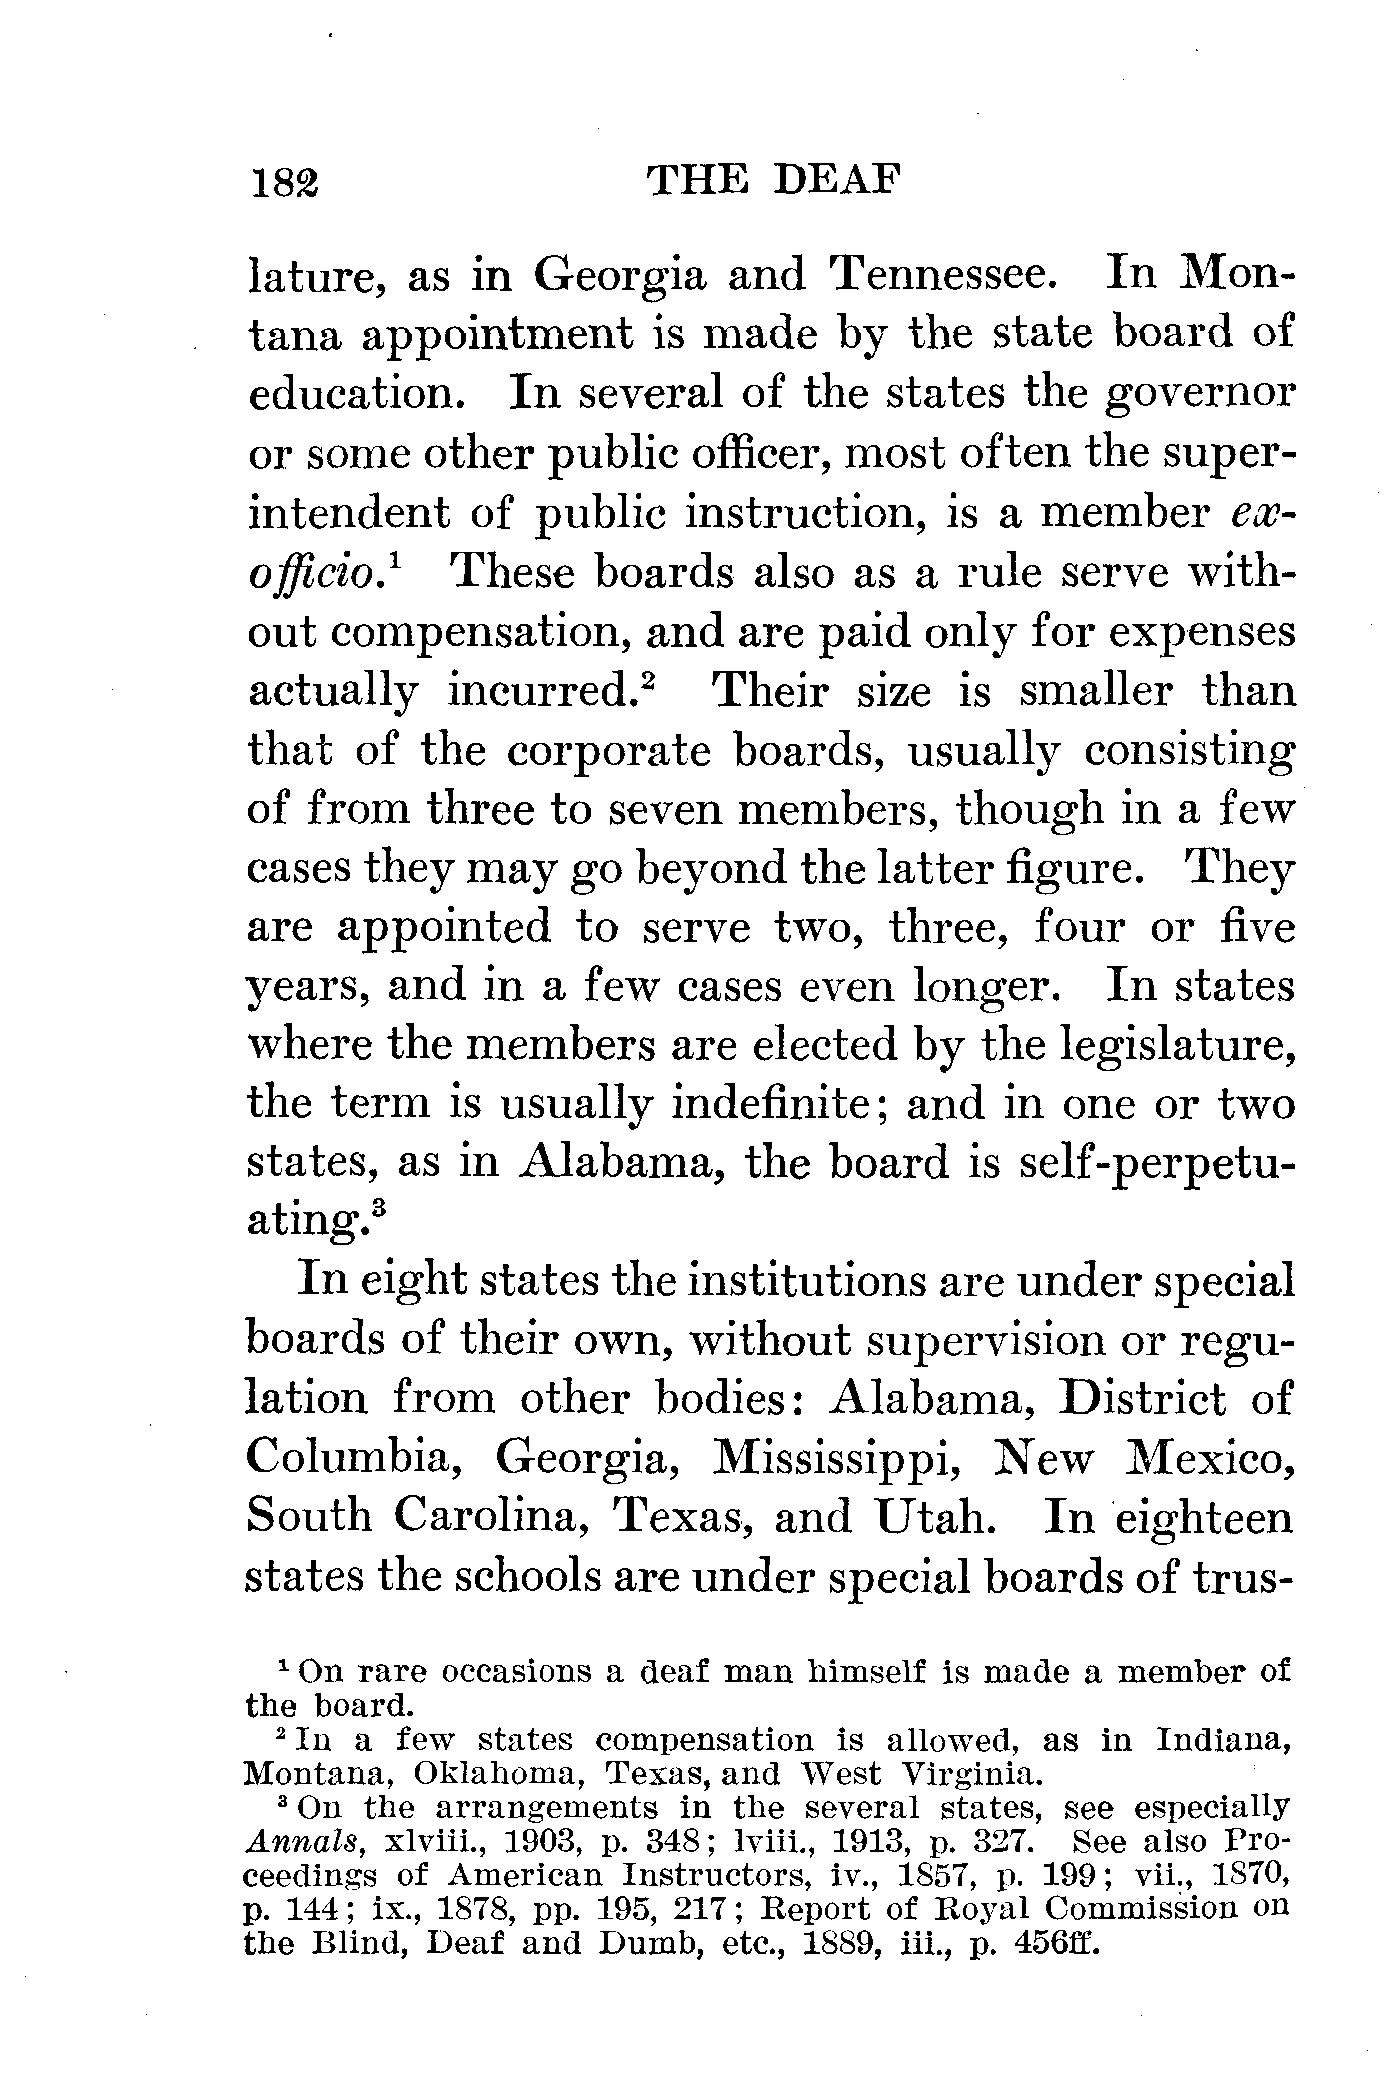 182 THE DEAF
lature, as in Georgia and Tennessee. In Mon-
tana appointment is made by the state board of
education. In several of the states the governor
or some other public officer, most often the super-
intendent of public instruction, is a member ex-
officio.¹ These boards also as a rule serve with-
out compensation, and are paid only for expenses
actually incurred.² Their size is smaller than
that of the corporate boards, usually consisting
of from three to seven members, though in a few
cases they may go beyond the latter figure. They
are appointed to serve two, three, four or five
years, and in a few cases even longer. In states
where the members are elected by the legislature,
the term is usually indefinite; and in one or two
states, as in Alabama, the board is self-perpetu-
ating.³
In eight states the institutions are under special
boards of their own, without supervision or regu-
lation from other bodies: Alabama, District of
Columbia, Georgia, Mississippi, New Mexico,
South Carolina, Texas, and Utah. In eighteen
states the schools are under special boards of trus-
¹ On rare occasions a deaf man himself is made a member of
the board.
² In a few states compensation is allowed, as in Indiana,
Montana, Oklahoma, Texas, and West Virginia.
³ On the arrangements in the several states, see especially
Annals, xlviii., 1903, p. 348; lviii., 1913, p. 327. See also Pro-
ceedings of American Instructors, iv., 1857, p. 199; vii., 1870,
p. 144; ix., 1878, pp. 195, 217; Report of Royal Commission on
the Blind, Deaf and Dumb, etc., 1889, iii., p. 456ff.